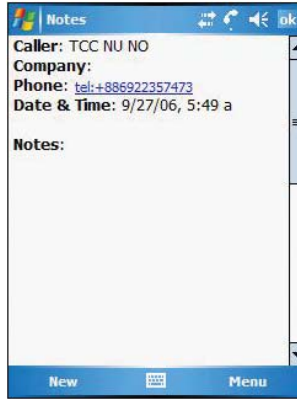 Notes
ok
Caller: TCC NU NO
Company:
Phone: tel:+886922357473
Date & Time: 9/27/06, 5:49 a
Notes:
New
Menu